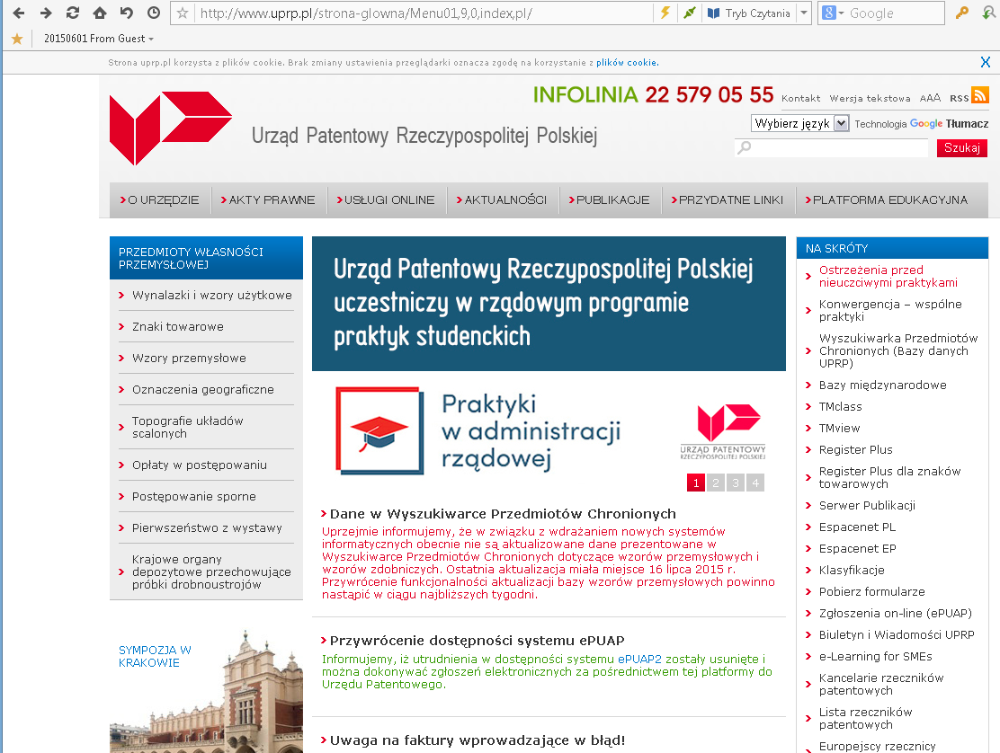 http://www.uprp.pl/strona-glowna/Menu01,9,0,index,pl/
Tryb Czytania
Google
20150601 From Guest
Strona uprp.pl korzysta z plików cookie. Brak zmiany ustawienia przeglądarki oznacza zgodę na korzystanie z plików cookie.
X
INFOLINIA 22 579 05 55
Kontakt
Wersja tekstowa
AAA
RSS
Urząd Patentowy Rzeczypospolitej Polskiej
Wybierz język
Technologia Google Tłumacz
Szukaj
O URZĘDZIE
AKTY PRAWNE
USŁUGI ONLINE
AKTUALNOŚCI
PUBLIKACJE
PRZYDATNE LINKI
PLATFORMA EDUKACYJNA
PRZEDMIOTY WŁASNOŚCI
PRZEMYSŁOWEJ
Wynalazki i wzory użytkowe
Znaki towarowe
Wzory przemysłowe
Oznaczenia geograficzne
Topografie układów
scalonych
Opłaty w postępowaniu
Postępowanie sporne
Pierwszeństwo z wystawy
Krajowe organy
depozytowe przechowujące
próbki drobnoustrojów
SYMPOZJA W
KRAKOWIE
Urząd Patentowy Rzeczypospolitej Polskiej
uczestniczy w rządowym programie
praktyk studenckich
Praktyki
w administracji
rządowej
URZĄD PATENTOWY
RZECZYPOSPOLITEJ POLSKIEJ
1 2 3 4
Dane w Wyszukiwarce Przedmiotów Chronionych
Uprzejmie informujemy, że w związku z wdrażaniem nowych systemów
informatycznych obecnie nie są aktualizowane dane prezentowane w
Wyszukiwarce Przedmiotów Chronionych dotyczące wzorów przemysłowych i
wzorów zdobniczych. Ostatnia aktualizacja miała miejsce 16 lipca 2015 r.
Przywrócenie funkcjonalności aktualizacji bazy wzorów przemysłowych powinno
nastąpić w ciągu najbliższych tygodni.
Przywrócenie dostępności systemu ePUAP
Informujemy, iż utrudnienia w dostępności systemu ePUAP2 zostały usunięte i
można dokonywać zgłoszeń elektronicznych za pośrednictwem tej platformy do
Urzędu Patentowego.
Uwaga na faktury wprowadzające w błąd!
NA SKRÓTY
Ostrzeżenia przed
nieuczciwymi praktykami
Konwergencja – wspólne
praktyki
Wyszukiwarka Przedmiotów
Chronionych (Bazy danych
UPRP)
Bazy międzynarodowe
TMclass
TMview
Register Plus
Register Plus dla znaków
towarowych
Serwer Publikacji
Espacenet PL
Espacenet EP
Klasyfikacje
Pobierz formularze
Zgłoszenia on-line (ePUAP)
Biuletyn i Wiadomości UPRP
e-Learning for SMEs
Kancelarie rzeczników
patentowych
Lista rzeczników
patentowych
Europejscy rzecznicy